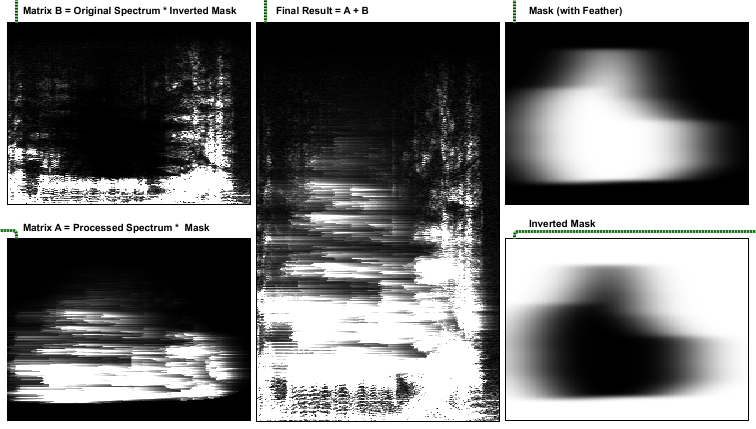 Matrix B = Original Spectrum * Inverted Mask
Final Result = A + B
Mask (with Feather)
Matrix A = Processed Spectrum * Mask
Inverted Mask